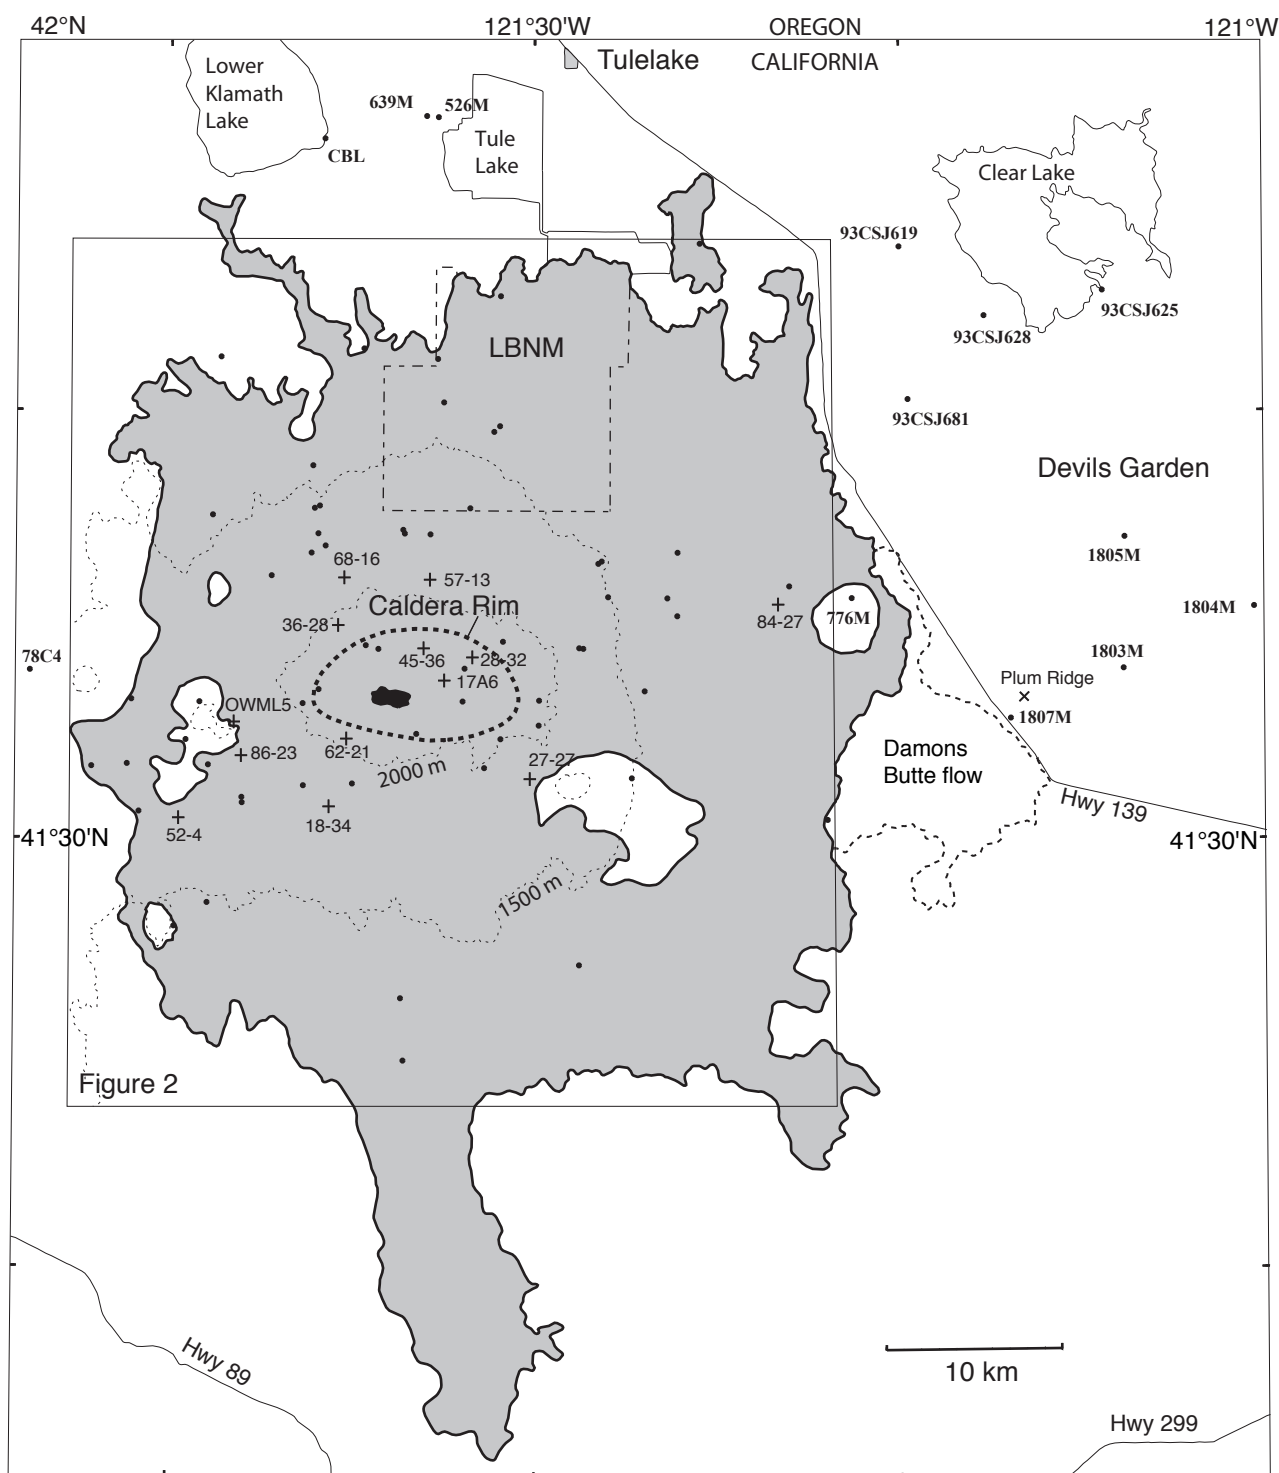 42°N
121°30'W
OREGON
121°W
Tulelake
CALIFORNIA
Lower
Klamath
Lake
639M
526M
CBL
Tule
Lake
Clear Lake
93CSJ619
93CSJ625
93CSJ628
LBNM
93CSJ681
Devils Garden
1805M
68-16
57-13
Caldera Rim
84-27
776M
1804M
36-28
45-36
28-32
17A6
78C4
1803M
Plum Ridge
1807M
OWML5
86-23
62-21
2000 m
27-27
Damons
Butte flow
Hwy 139
52-4
18-34
41°30'N
41°30'N
1500 m
Figure 2
Hwy 89
10 km
Hwy 299